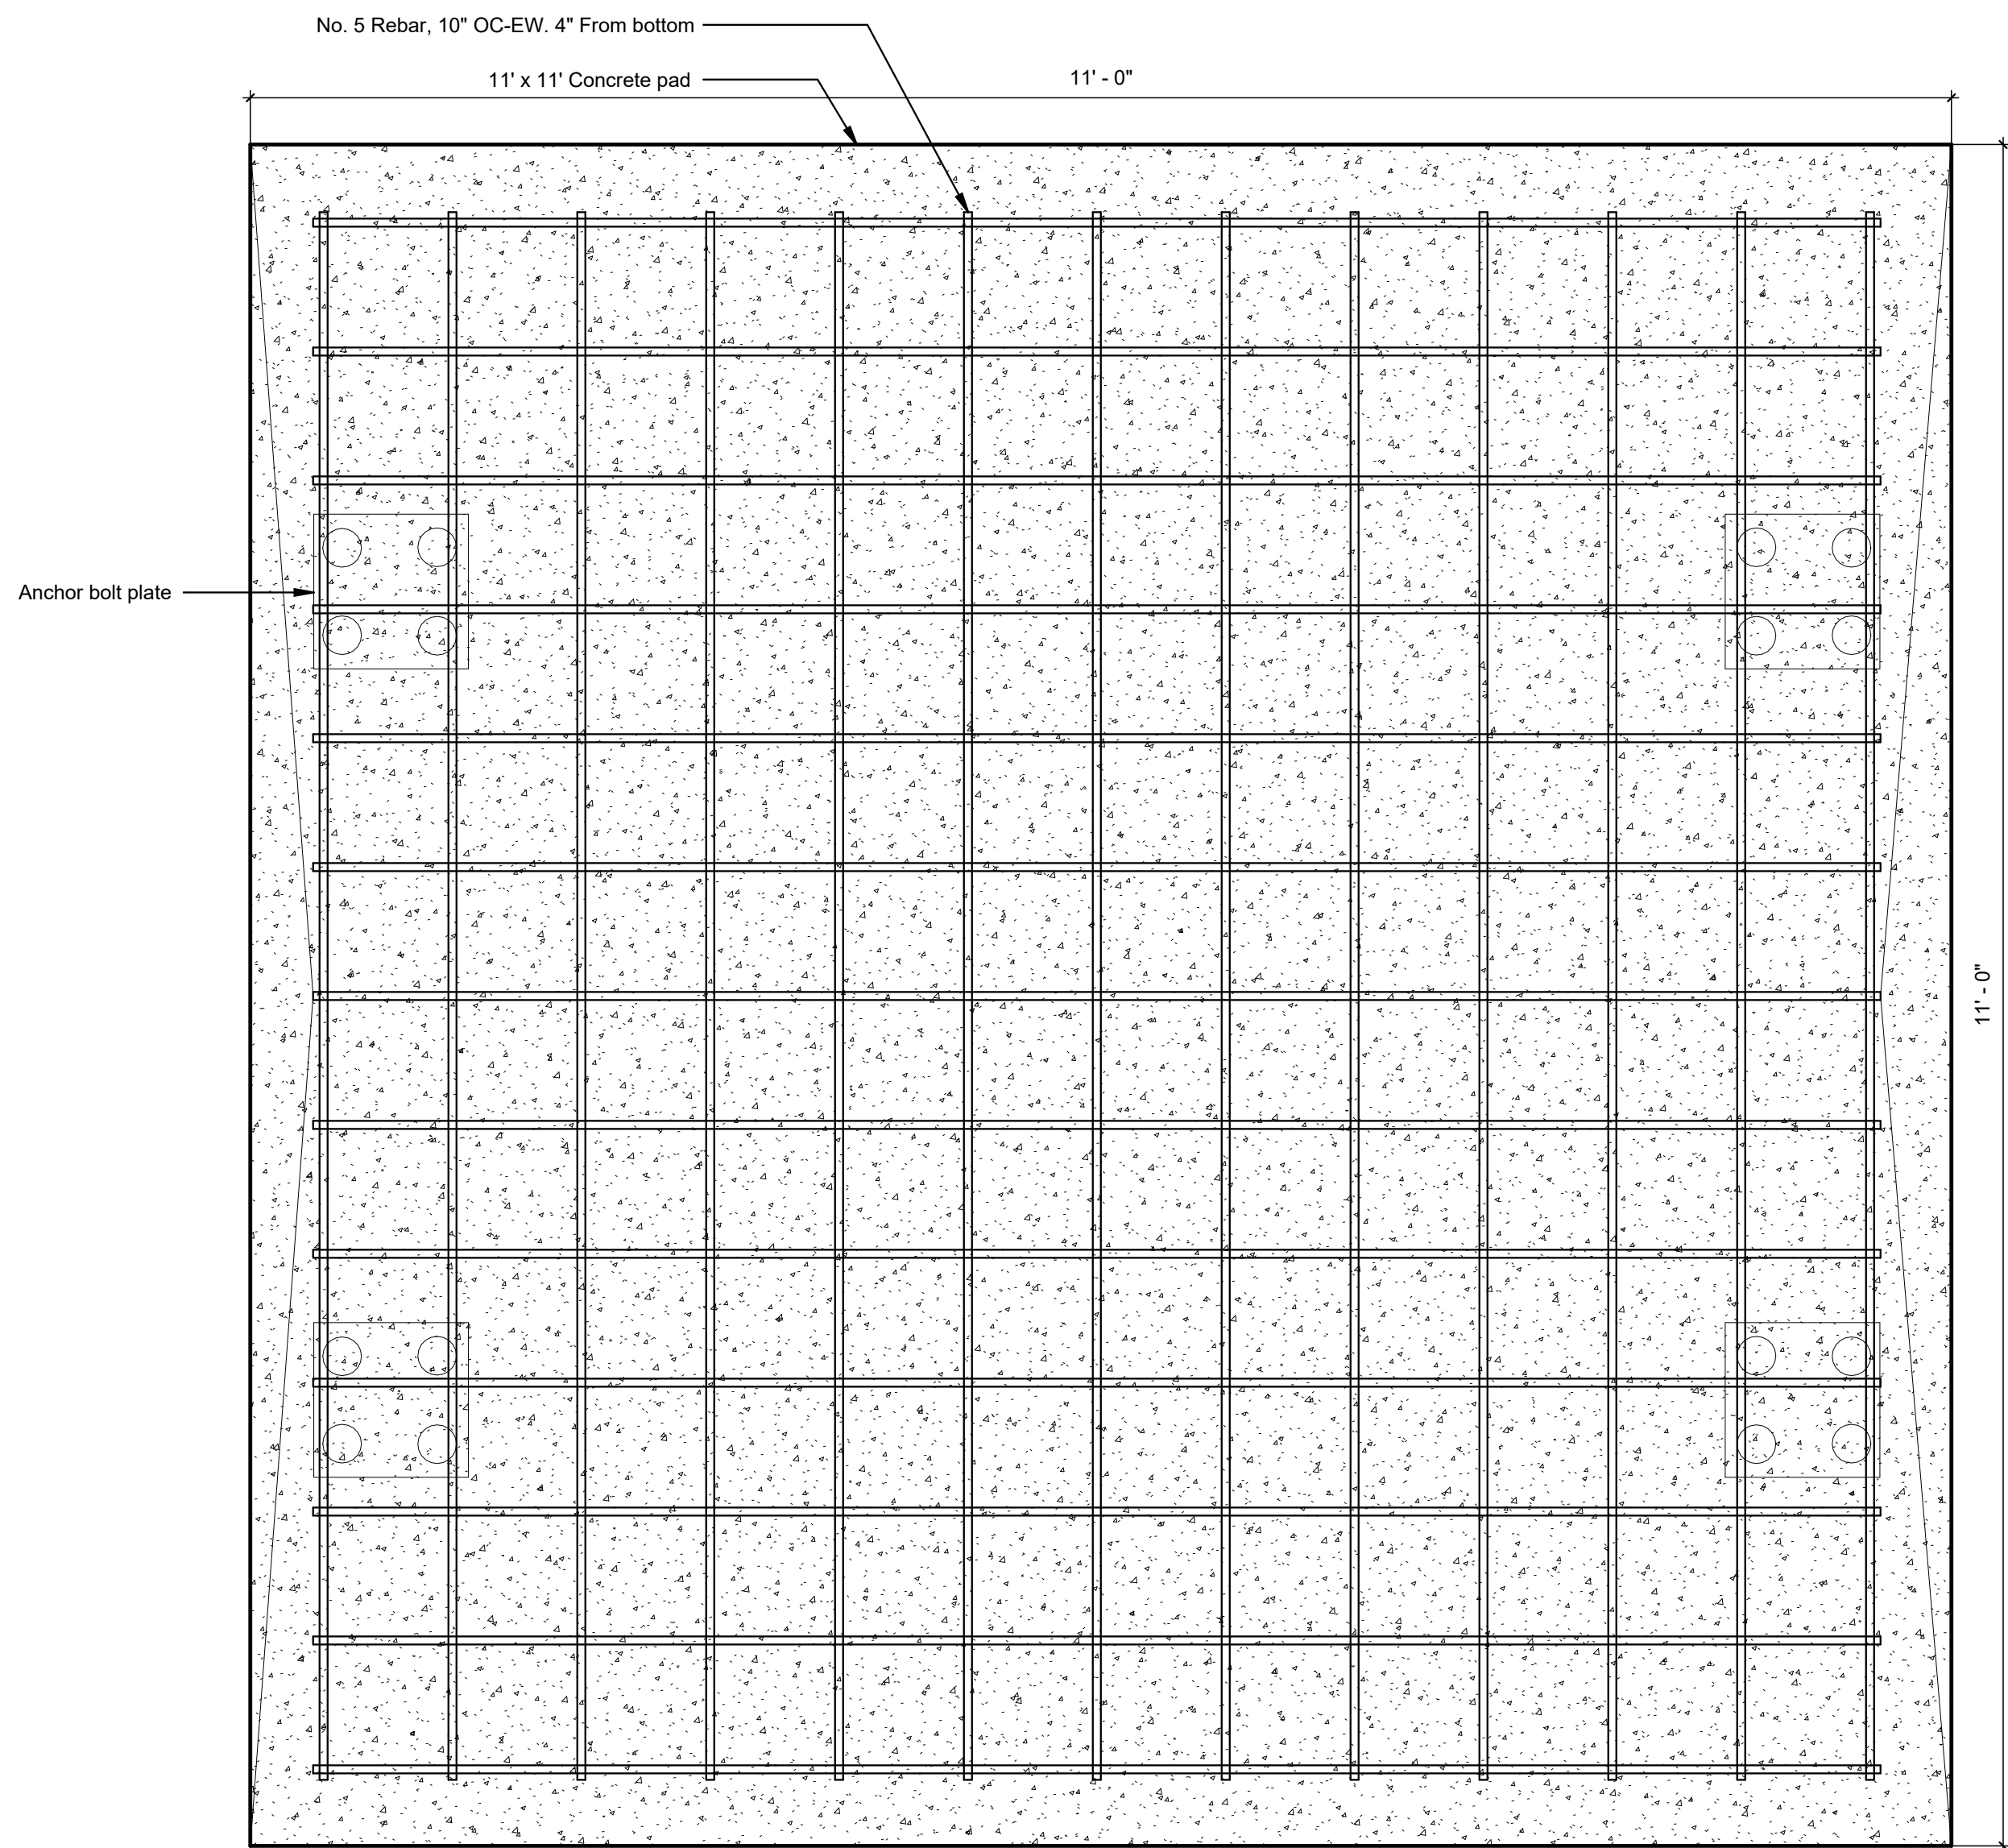 No. 5 Rebar, 10" OC-EW. 4" From bottom
11' x 11' Concrete pad
11' - 0"
Anchor bolt plate
11' - 0"